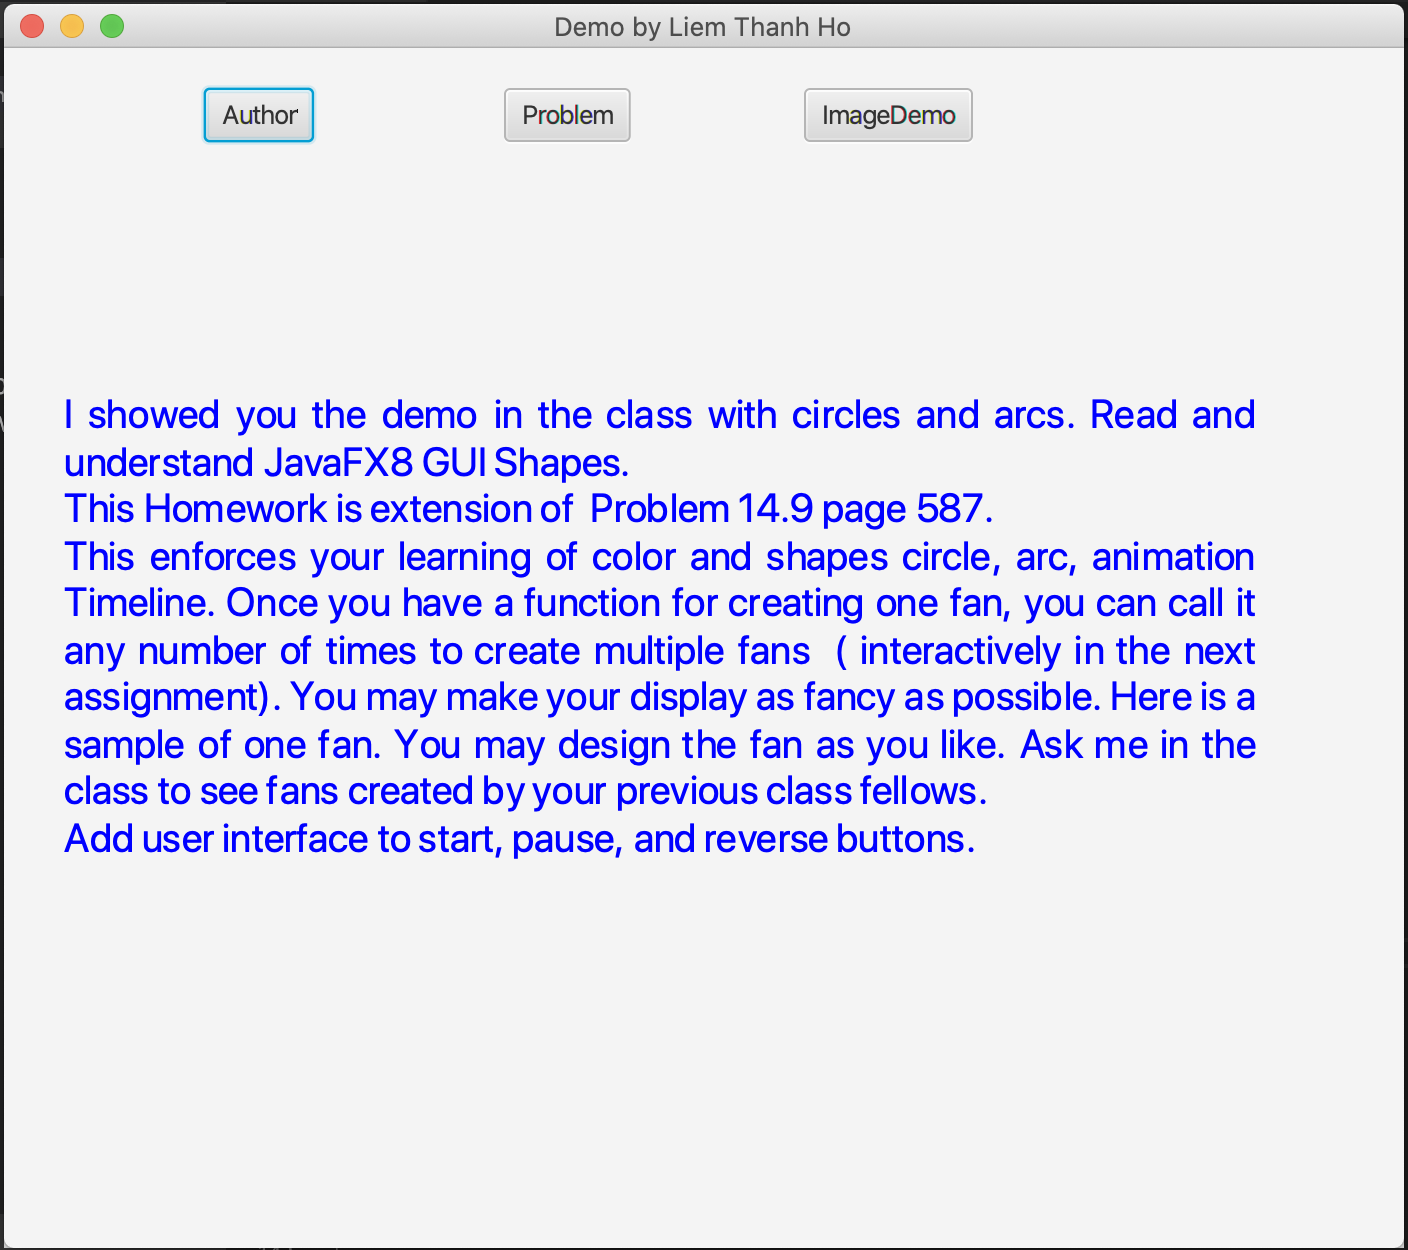 Demo by Liem Thanh Ho
Author Problem ImageDemo
I showed you the demo in the class with circles and arcs. Read and
understand JavaFX8 GUI Shapes.
This Homework is extension of  Problem 14.9 page 587.
This enforces your learning of color and shapes circle, arc, animation
Timeline. Once you have a function for creating one fan, you can call it
any number of times to create multiple fans  ( interactively in the next
assignment). You may make your display as fancy as possible. Here is a
sample of one fan. You may design the fan as you like. Ask me in the
class to see fans created by your previous class fellows.
Add user interface to start, pause, and reverse buttons.